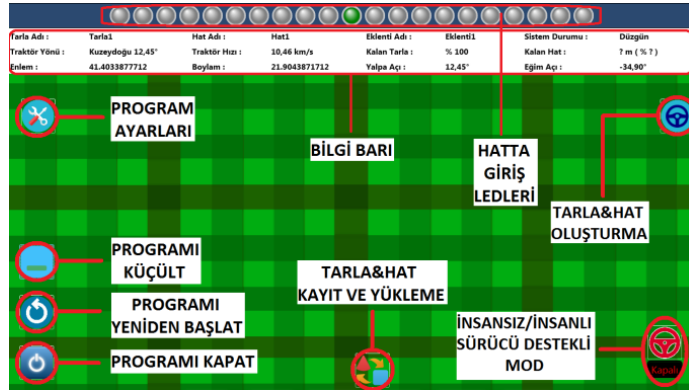 Tarla Adı : Tarla1 Hat Adı : Hat1 Eklenti Adı : Eklenti1 Sistem Durumu : Düzgün
Traktör Yönü : Kuzeydoğu 12,45° Traktör Hızı : 10,46 km/s Kalan Tarla : % 100 Kalan Hat : ? m ( % ? )
Enlem : 41.4033877712 Boylam : 21.9043871712 Yalpa Açı : 12,45° Eğim Açı : -34,90°
PROGRAM
AYARLARI
BİLGİ BARI
HATTA
GİRİŞ
LEDLERİ
TARLA&HAT
OLUŞTURMA
PROGRAMI
KÜÇÜLT
TARLA&HAT
KAYIT VE YÜKLEME
PROGRAMI
YENİDEN BAŞLAT
İNSANSIZ/İNSANLI
SÜRÜCÜ DESTEKLİ
MOD
PROGRAMI KAPAT
Kapalı